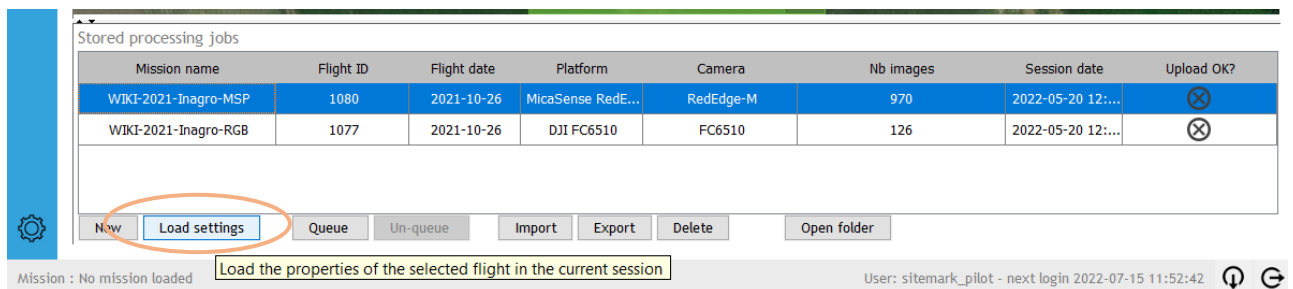 Stored processing jobs
Mission name Flight ID Flight date Platform Camera Nb images Session date Upload OK?
WIKI-2021-Inagro-MSP 1080 2021-10-26 MicaSense RedE... RedEdge-M 970 2022-05-20 12:...
WIKI-2021-Inagro-RGB 1077 2021-10-26 DJI FC6510 FC6510 126 2022-05-20 12:...
New Load settings Queue Un-queue Import Export Delete Open folder
Load the properties of the selected flight in the current session
Mission : No mission loaded User: sitemark_pilot - next login 2022-07-15 11:52:42